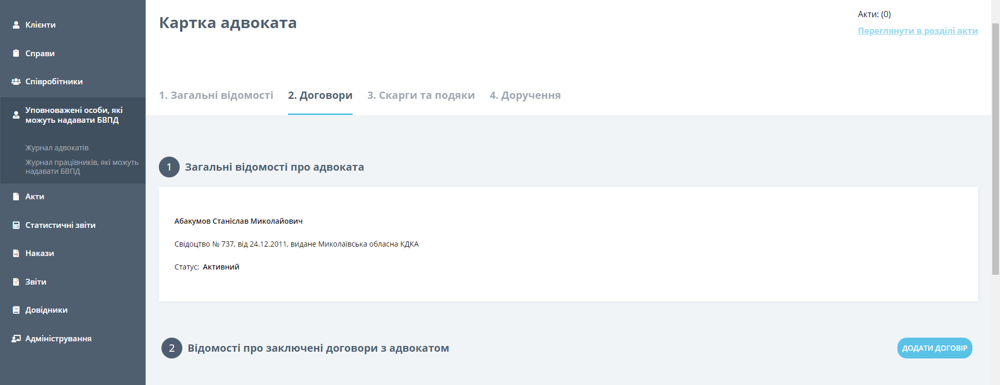 Клієнти
Справи
Співробітники
Уповноважені особи, які
можуть надавати БВПД
Журнал адвокатів
Журнал працівників, які можуть
надавати БВПД
Акти
Статистичні звіти
Накази
Звіти
Довідники
Адміністрування
Картка адвоката
Акти: (0)
Переглянути в розділі акти
1. Загальні відомості
2. Договори
3. Скарги та подяки
4. Доручення
1 Загальні відомості про адвоката
Абакумов Станіслав Миколайович
Свідоцтво № 737, від 24.12.2011, видане Миколаївська обласна КДКА
Статус: Активний
2 Відомості про заключені договори з адвокатом
ДОДАТИ ДОГОВІР